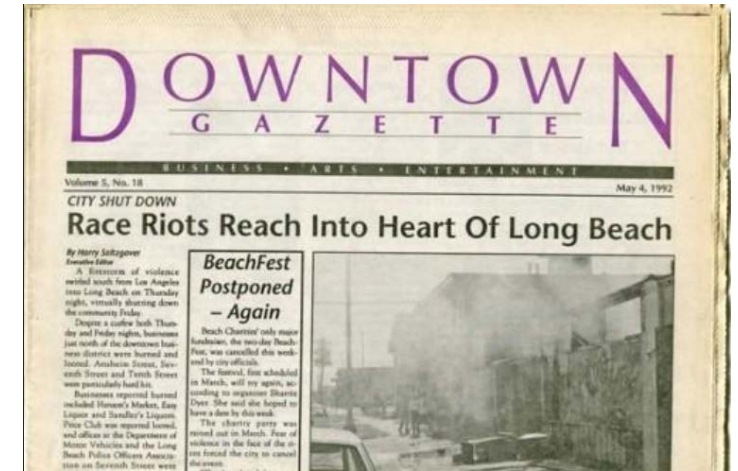 DOWNTOWN
GAZETTE
BUSINESS • ARTS • ENTERTAINMENT
Volume 5, No. 18
May 4, 1992
CITY SHUT DOWN
Race Riots Reach Into Heart Of Long Beach
By Harry Saltzgaver
Executive Editor
A firestorm of violence
swirled south from Los Angeles
into Long Beach on Thursday
night, virtually shutting down
the community Friday.
Despite a curfew both Thurs-
day and Friday nights, businesses
just north of the downtown busi-
ness district were burned and
looted. Anaheim Street, Sev-
enth Street and Tenth Street
were particularly hard hit.
Businesses reported burned
included Hanson's Market, Easy
Liquor and Sandler's Liquors.
Price Club was reported looted,
and offices at the Department of
Motor Vehicles and the Long
Beach Police Officers Associa-
tion on Seventh Street were
BeachFest
Postponed
– Again
Beach Charities' only major
fundraiser, the two-day Beach-
Fest, was cancelled this week-
end by city officials.
The festival, first scheduled
in March, will try again, ac-
cording to organizer Sharris
Dyer. She said she hoped to
have a date by this week.
The charity party was
rained out in March. Fear of
violence in the face of the ri-
ots forced the city to cancel
the event.